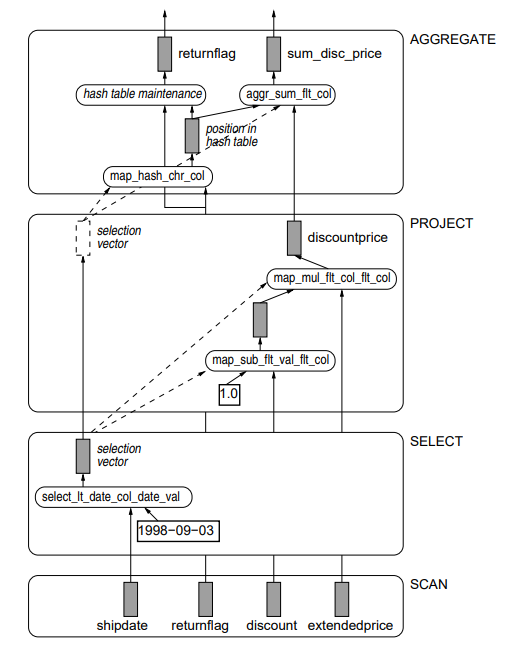 AGGREGATE
returnflag
sum_disc_price
hash table maintenance
aggr_sum_flt_col
position in
hash table
map_hash_chr_col
PROJECT
selection
vector
discountprice
map_mul_flt_col_flt_col
map_sub_flt_val_flt_col
1.0
SELECT
selection
vector
select_lt_date_col_date_val
1998−09−03
SCAN
shipdate
returnflag
discount
extendedprice